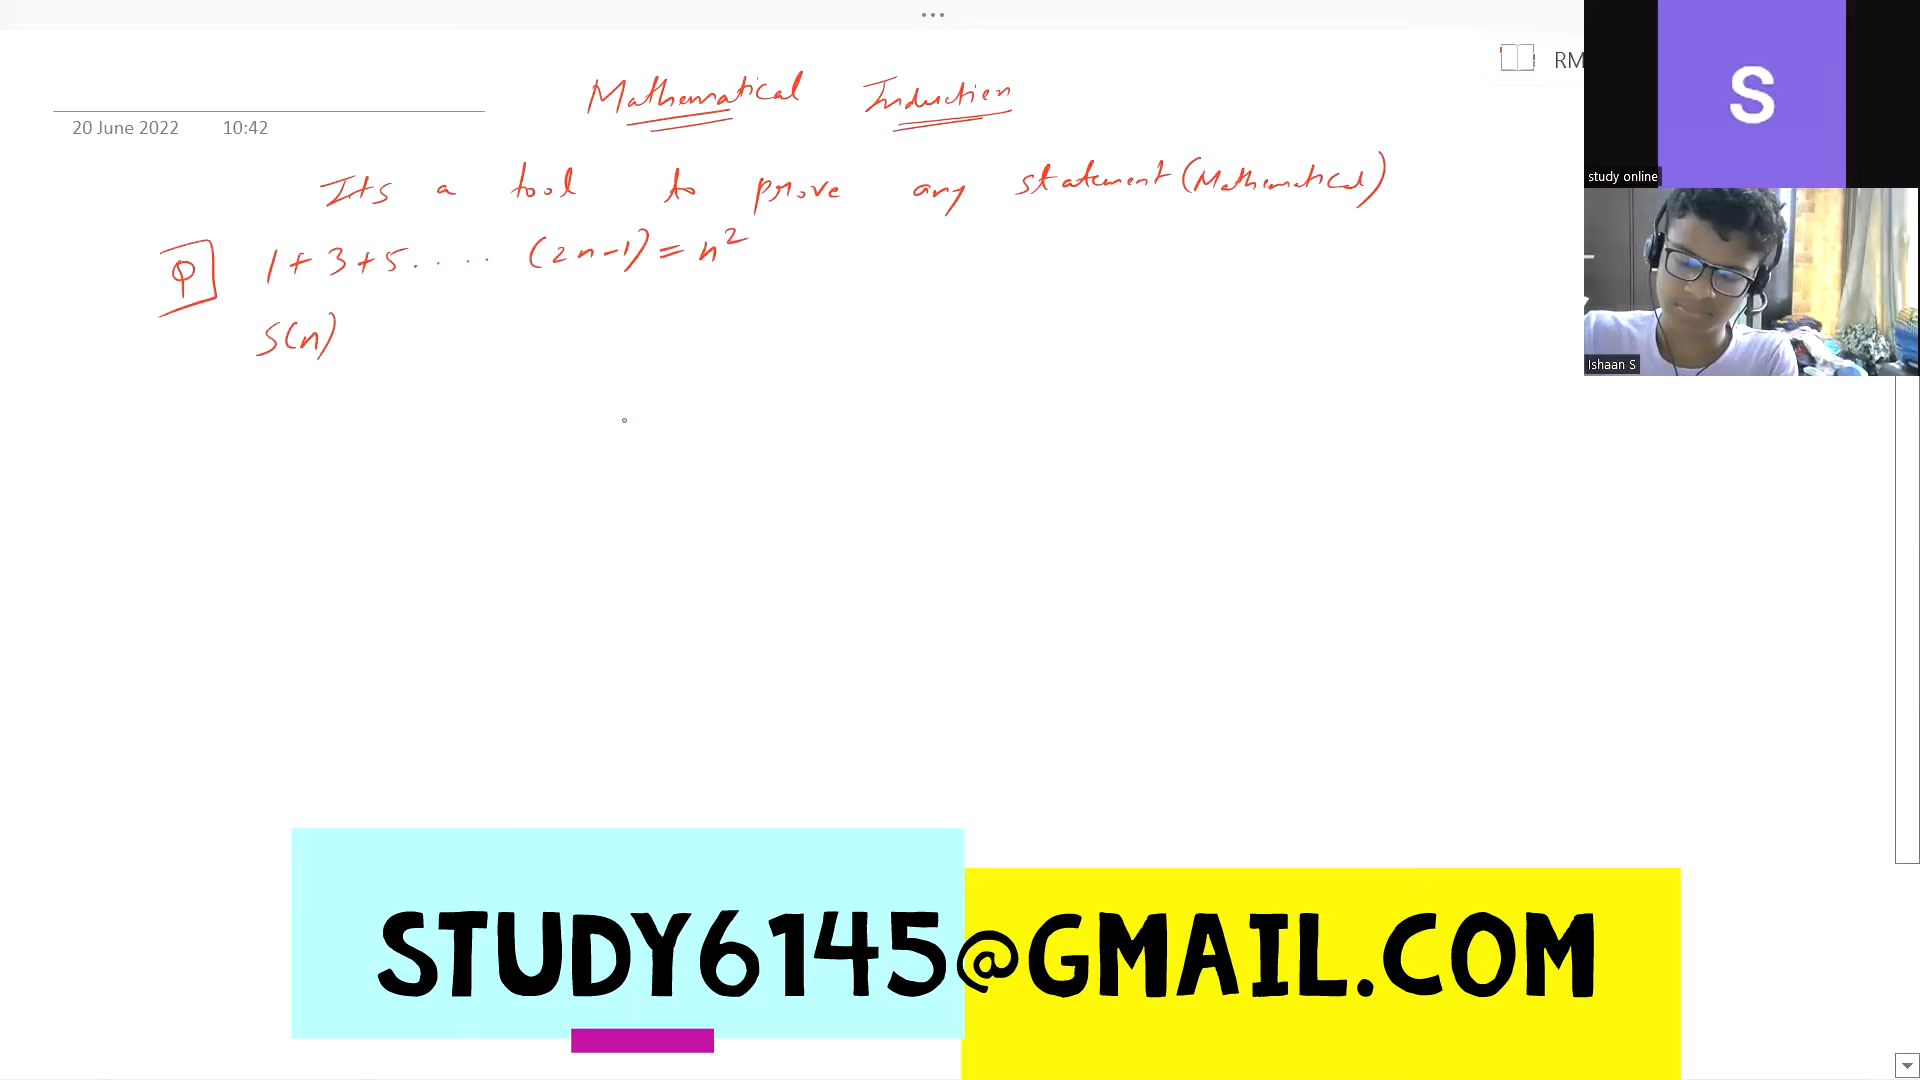 ...
RM
S
20 June 2022 10:42
Mathematical Induction
study online
Its a tool to prove any statement (Mathematical)
Q 1 + 3 + 5 . . . . . (2n-1) = n²
S(n)
Ishaan S
STUDY6145@GMAIL.COM